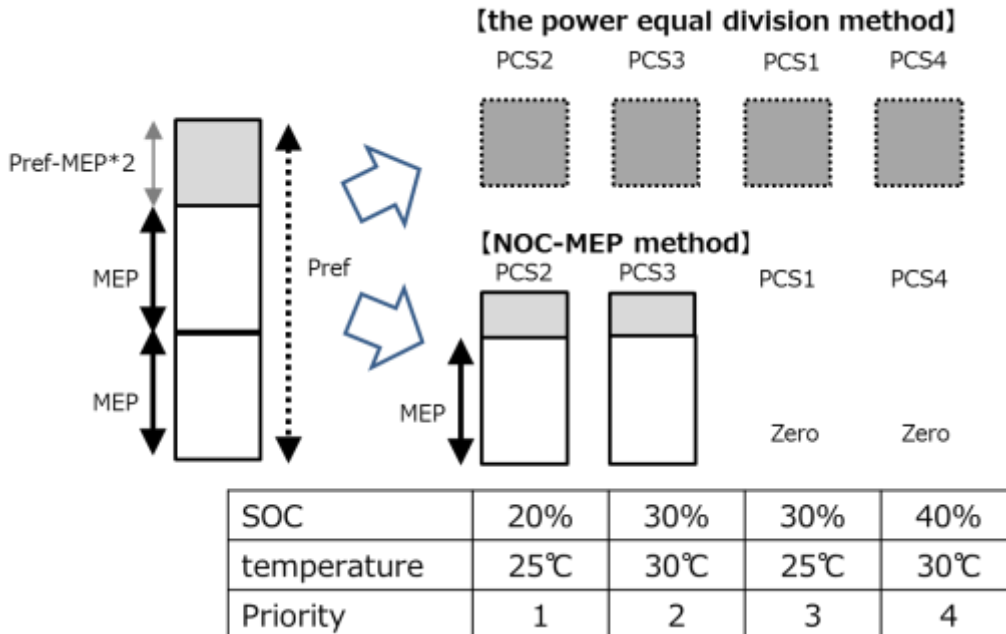 【the power equal division method】
PCS2 PCS3 PCS1 PCS4
Pref-MEP*2
MEP
MEP
Pref
【NOC-MEP method】
PCS2 PCS3 PCS1 PCS4
MEP
Zero Zero
SOC 20% 30% 30% 40%
temperature 25℃ 30℃ 25℃ 30℃
Priority 1 2 3 4